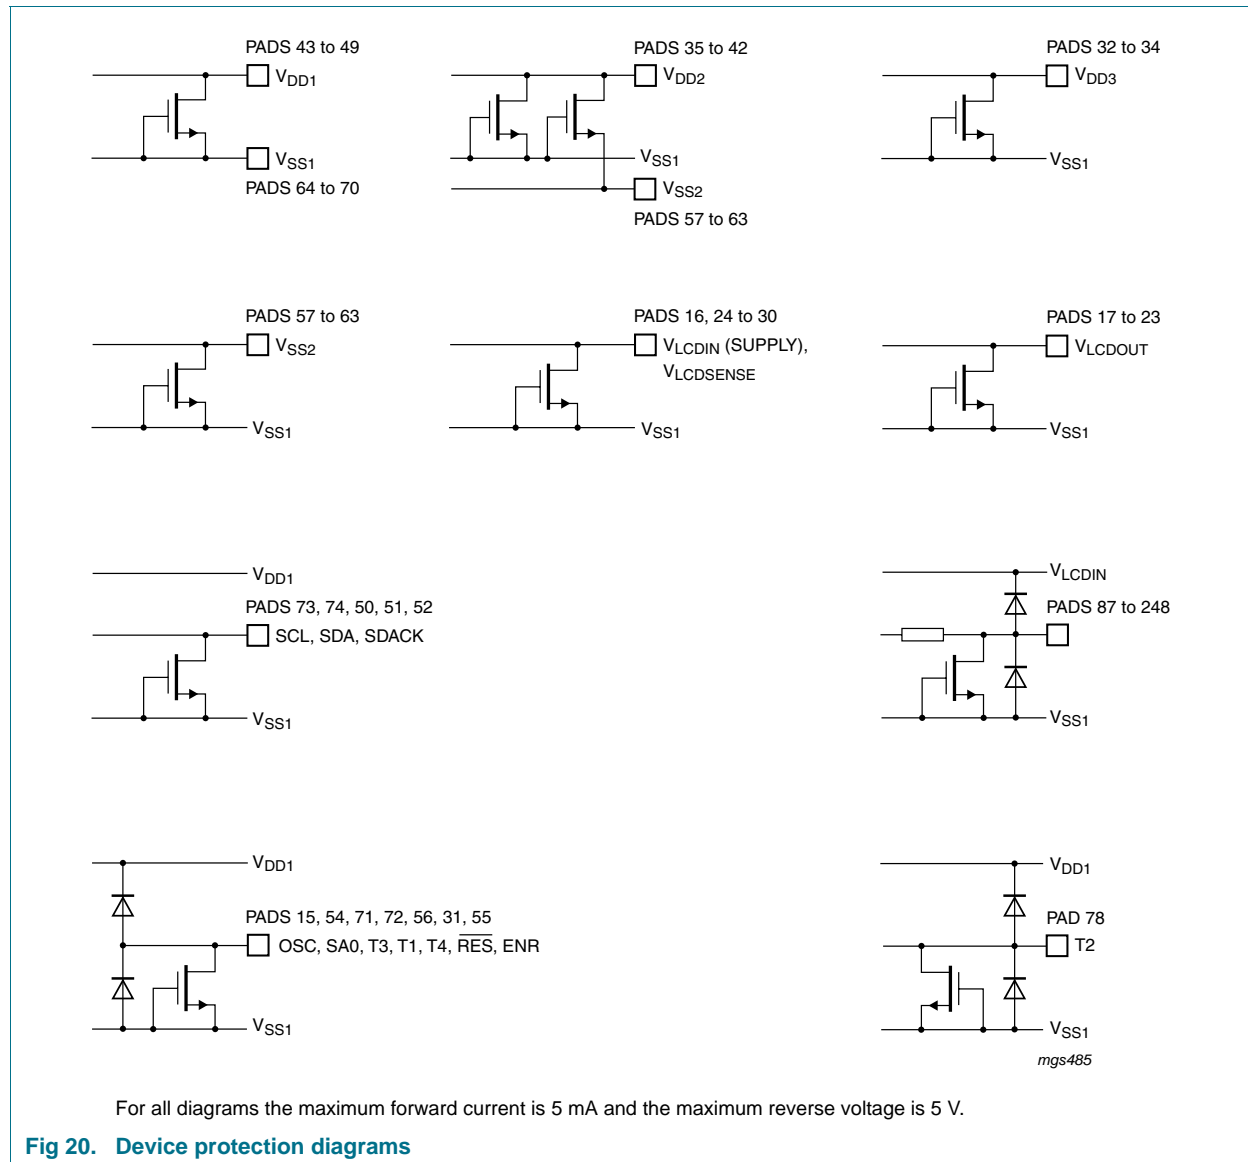 PADS 43 to 49
VDD1
VSS1
PADS 64 to 70
PADS 35 to 42
VDD2
VSS1
VSS2
PADS 57 to 63
PADS 32 to 34
VDD3
VSS1
PADS 57 to 63
VSS2
VSS1
PADS 16, 24 to 30
VLCDIN (SUPPLY),
VLCDSENSE
VSS1
PADS 17 to 23
VLCDOUT
VSS1
VDD1
PADS 73, 74, 50, 51, 52
SCL, SDA, SDACK
VSS1
VLCDIN
PADS 87 to 248
VSS1
VDD1
PADS 15, 54, 71, 72, 56, 31, 55
OSC, SA0, T3, T1, T4, R̅E̅S̅, ENR
VSS1
VDD1
PAD 78
T2
VSS1
mgs485
For all diagrams the maximum forward current is 5 mA and the maximum reverse voltage is 5 V.
Fig 20. Device protection diagrams